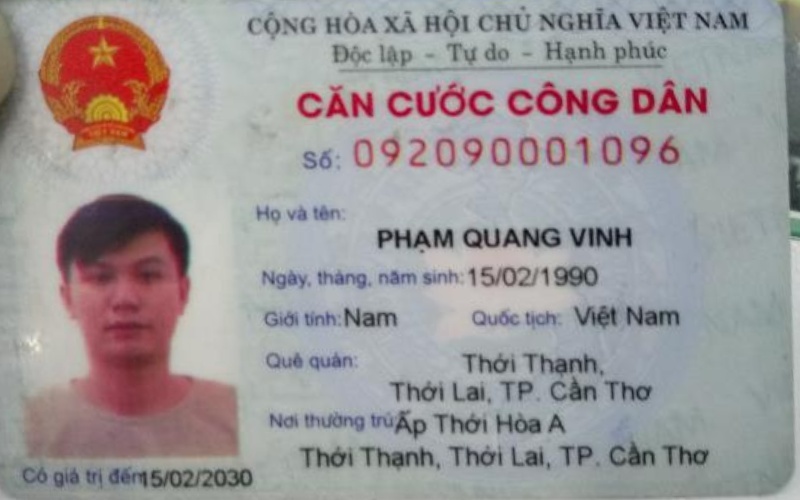 CỘNG HÒA XÃ HỘI CHỦ NGHĨA VIỆT NAM
Độc lập - Tự do - Hạnh phúc
CĂN CƯỚC CÔNG DÂN
Số: 092090001096
Họ và tên:
PHẠM QUANG VINH
Ngày, tháng, năm sinh: 15/02/1990
Giới tính: Nam Quốc tịch: Việt Nam
Quê quán: Thới Thạnh,
Thới Lai, TP. Cần Thơ
Nơi thường trú: Ấp Thới Hòa A
Thới Thạnh, Thới Lai, TP. Cần Thơ
Có giá trị đến 15/02/2030